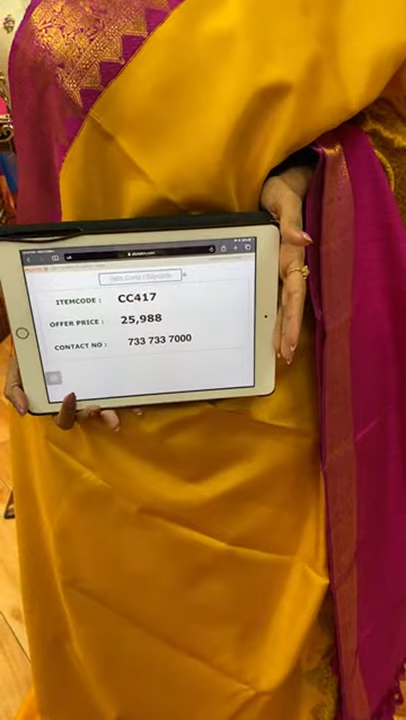 ITEMCODE : CC417
OFFER PRICE : 25,988
CONTACT NO : 733 733 7000